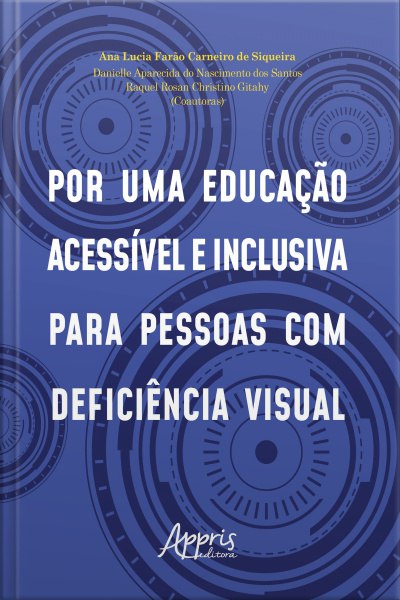 Ana Lucia Farão Carneiro de Siqueira
Danielle Aparecida do Nascimento dos Santos
Raquel Rosan Christino Gitahy
(Coautoras)
POR UMA EDUCAÇÃO
ACESSÍVEL E INCLUSIVA
PARA PESSOAS COM
DEFICIÊNCIA VISUAL
Appris
editora